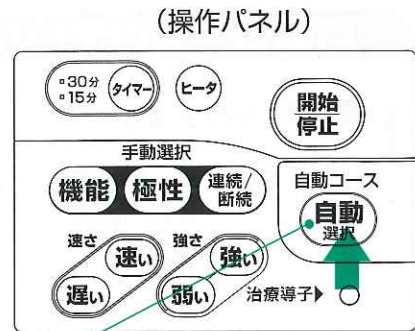 （操作パネル）
30分
15分
タイマー
ヒータ
開始
停止
手動選択
機能
極性
連続/
断続
自動コース
自動
選択
速さ
速い
遅い
強さ
強い
弱い
治療導子▶